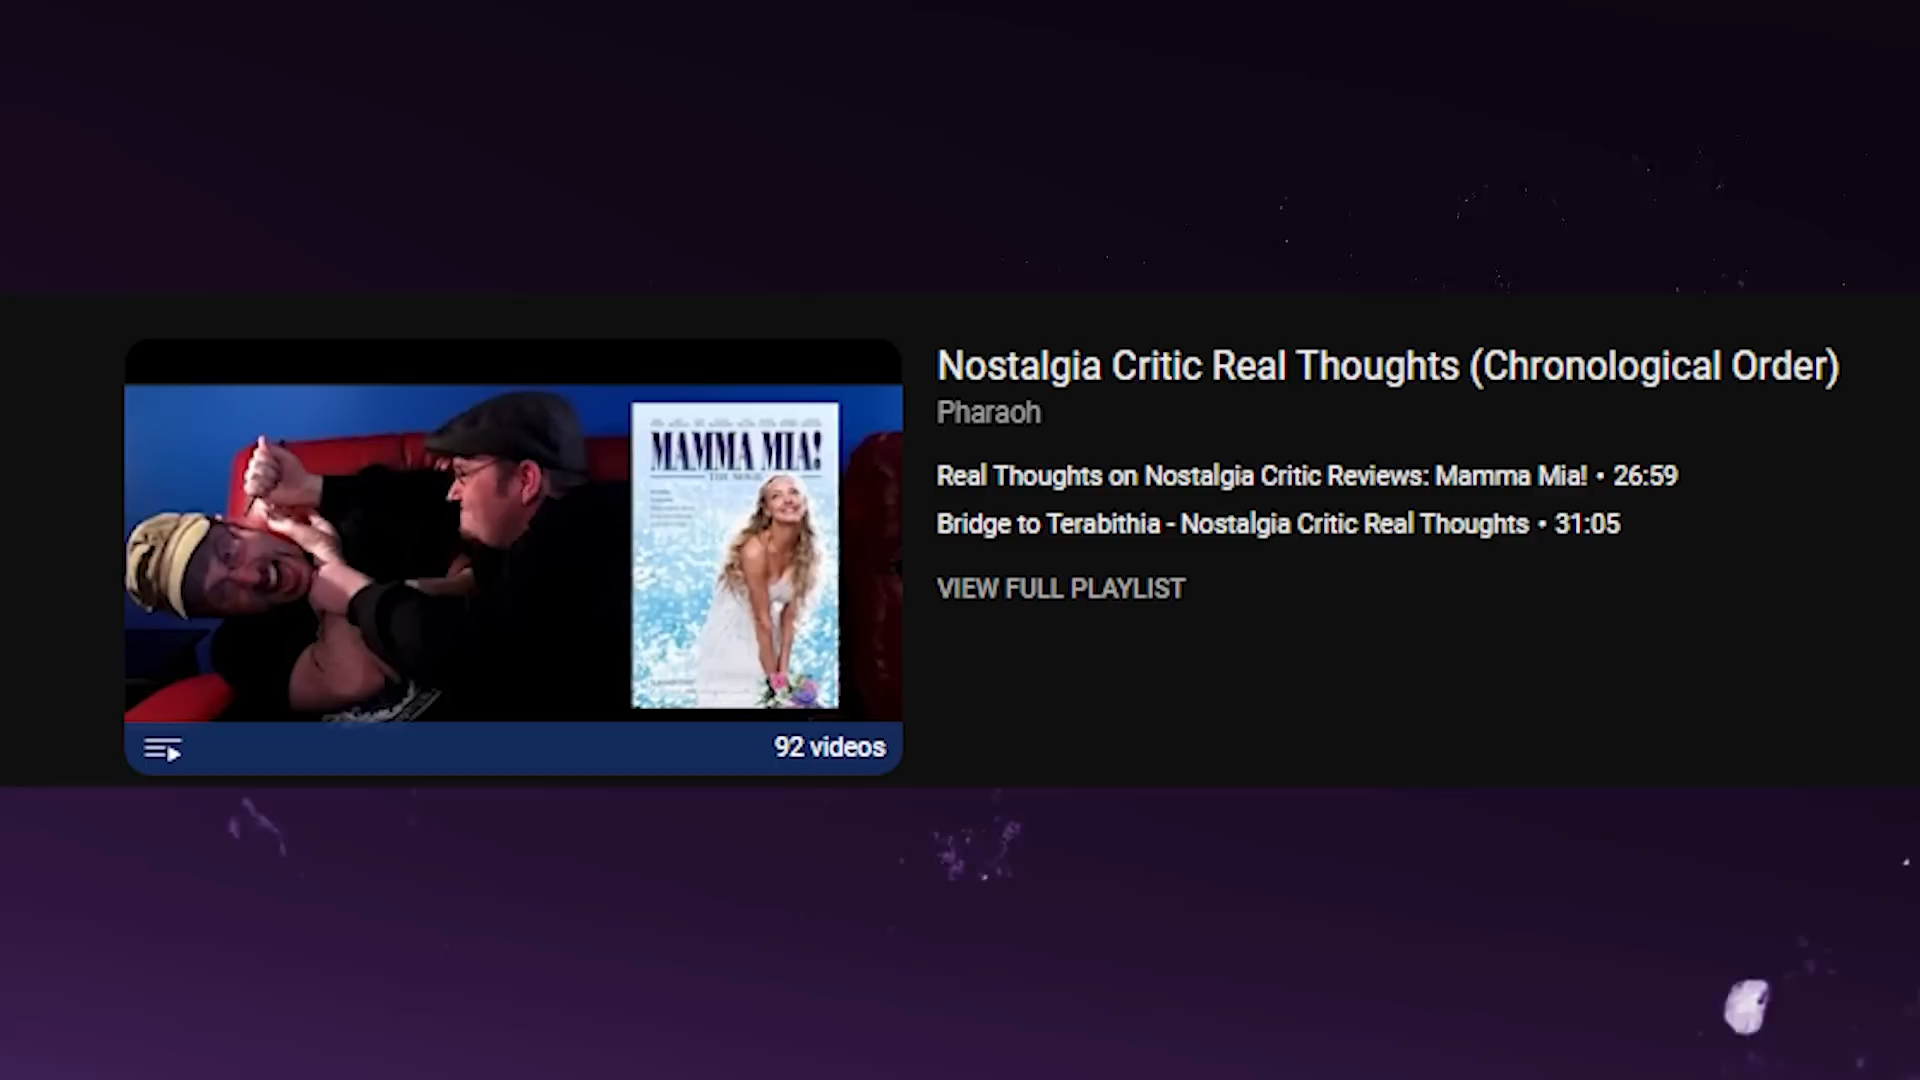 MAMMA MIA!
THE MOVIE
92 videos
Nostalgia Critic Real Thoughts (Chronological Order)
Pharaoh
Real Thoughts on Nostalgia Critic Reviews: Mamma Mia! • 26:59
Bridge to Terabithia - Nostalgia Critic Real Thoughts • 31:05
VIEW FULL PLAYLIST